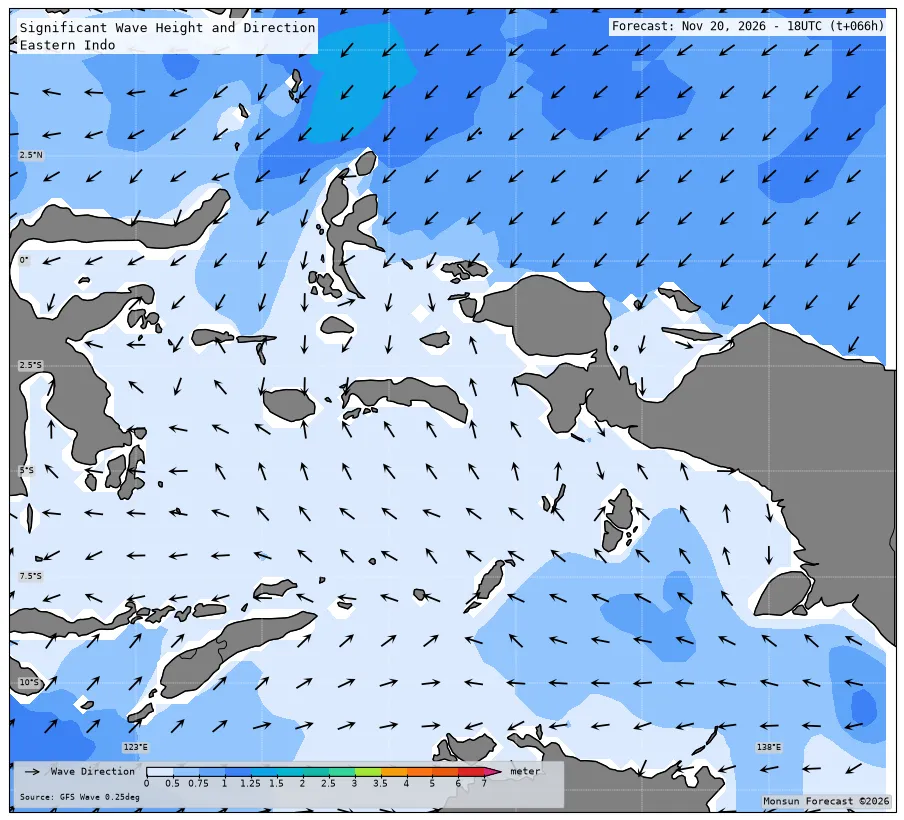 Significant Wave Height and Direction
Eastern Indo
Forecast: Nov 20, 2026 - 18UTC (t+066h)
2.5°N
0°
2.5°S
5°S
7.5°S
10°S
123°E
138°E
Wave Direction
0 0.5 0.75 1 1.25 1.5 2 2.5 3 3.5 4 5 6 7
meter
Source: GFS Wave 0.25deg
Monsun Forecast ©2026